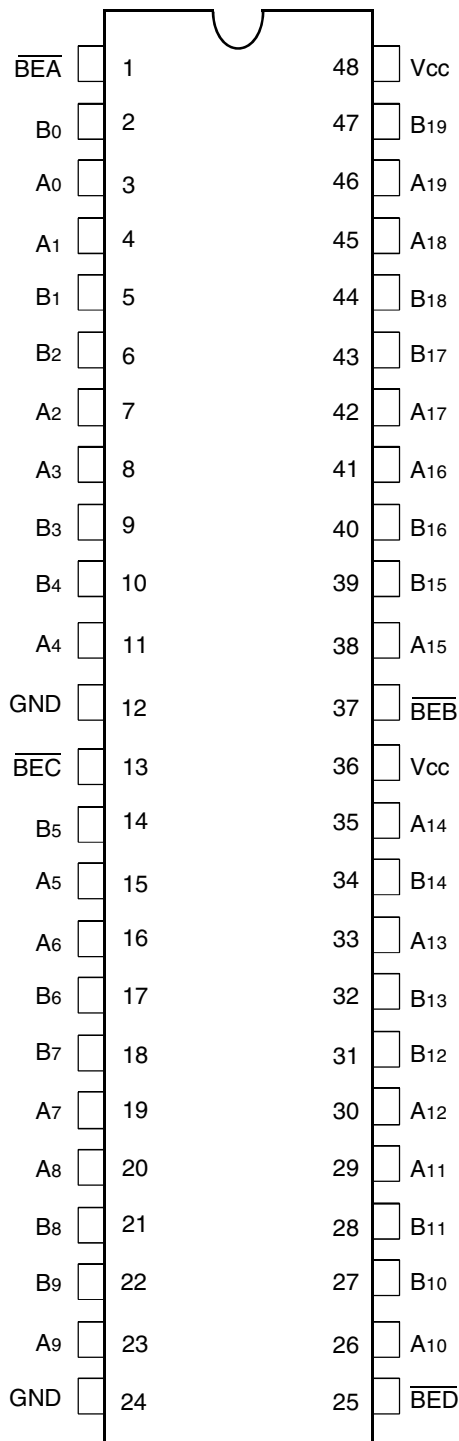 BEA 1 48 Vcc
B0 2 47 B19
A0 3 46 A19
A1 4 45 A18
B1 5 44 B18
B2 6 43 B17
A2 7 42 A17
A3 8 41 A16
B3 9 40 B16
B4 10 39 B15
A4 11 38 A15
GND 12 37 BEB
BEC 13 36 Vcc
B5 14 35 A14
A5 15 34 B14
A6 16 33 A13
B6 17 32 B13
B7 18 31 B12
A7 19 30 A12
A8 20 29 A11
B8 21 28 B11
B9 22 27 B10
A9 23 26 A10
GND 24 25 BED